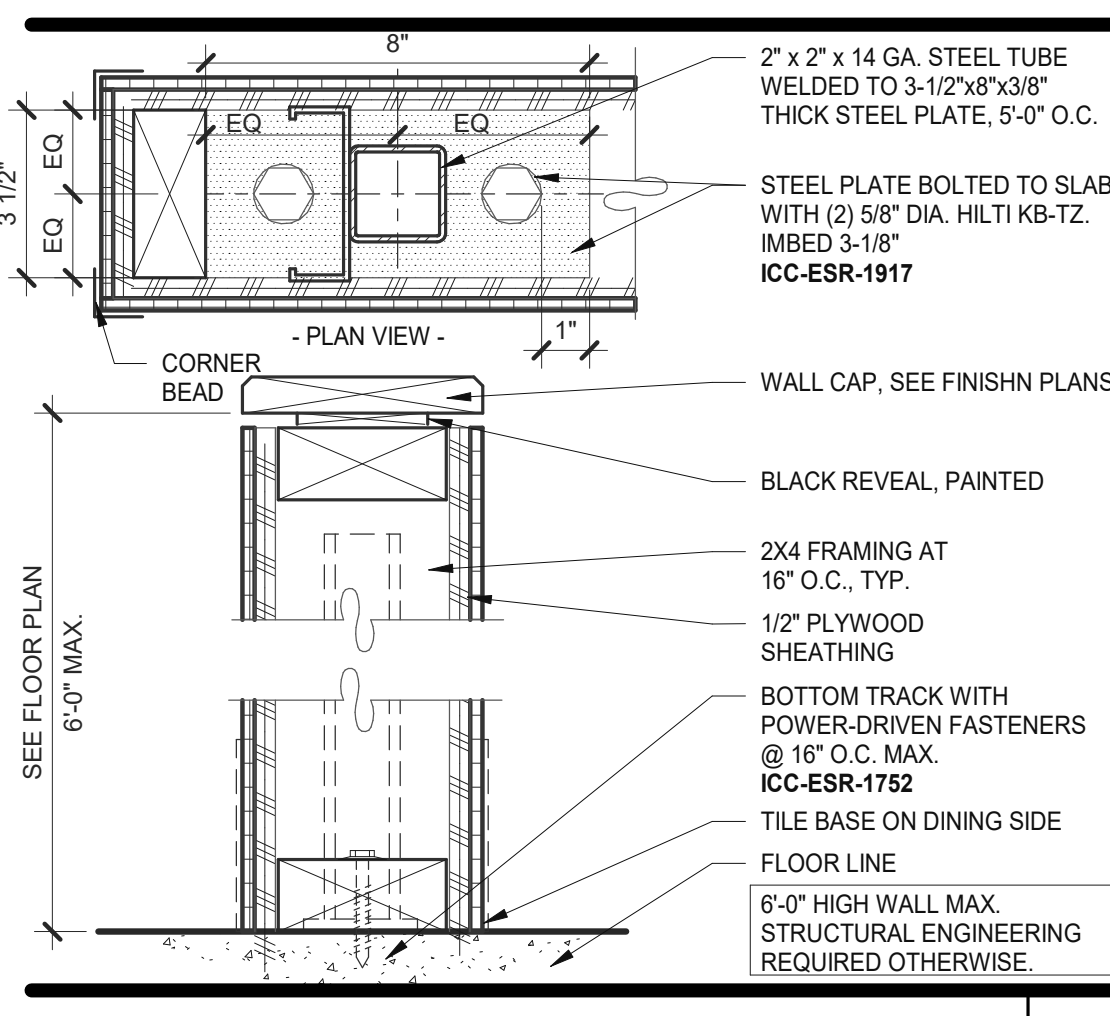 8"
EQ
EQ
EQ
EQ
3 1/2"
2" x 2" x 14 GA. STEEL TUBE
WELDED TO 3-1/2"x8"x3/8"
THICK STEEL PLATE, 5'-0" O.C.
STEEL PLATE BOLTED TO SLAB
WITH (2) 5/8" DIA. HILTI KB-TZ.
IMBED 3-1/8"
ICC-ESR-1917
- PLAN VIEW -
1"
CORNER
BEAD
WALL CAP, SEE FINISHN PLANS
BLACK REVEAL, PAINTED
2X4 FRAMING AT
16" O.C., TYP.
1/2" PLYWOOD
SHEATHING
SEE FLOOR PLAN
6'-0" MAX.
BOTTOM TRACK WITH
POWER-DRIVEN FASTENERS
@ 16" O.C. MAX.
ICC-ESR-1752
TILE BASE ON DINING SIDE
FLOOR LINE
6'-0" HIGH WALL MAX.
STRUCTURAL ENGINEERING
REQUIRED OTHERWISE.